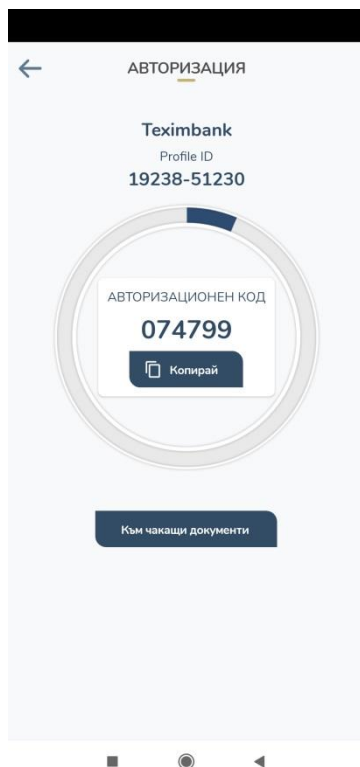 АВТОРИЗАЦИЯ
Teximbank
Profile ID
19238-51230
АВТОРИЗАЦИОНЕН КОД
074799
Копирай
Към чакащи документи